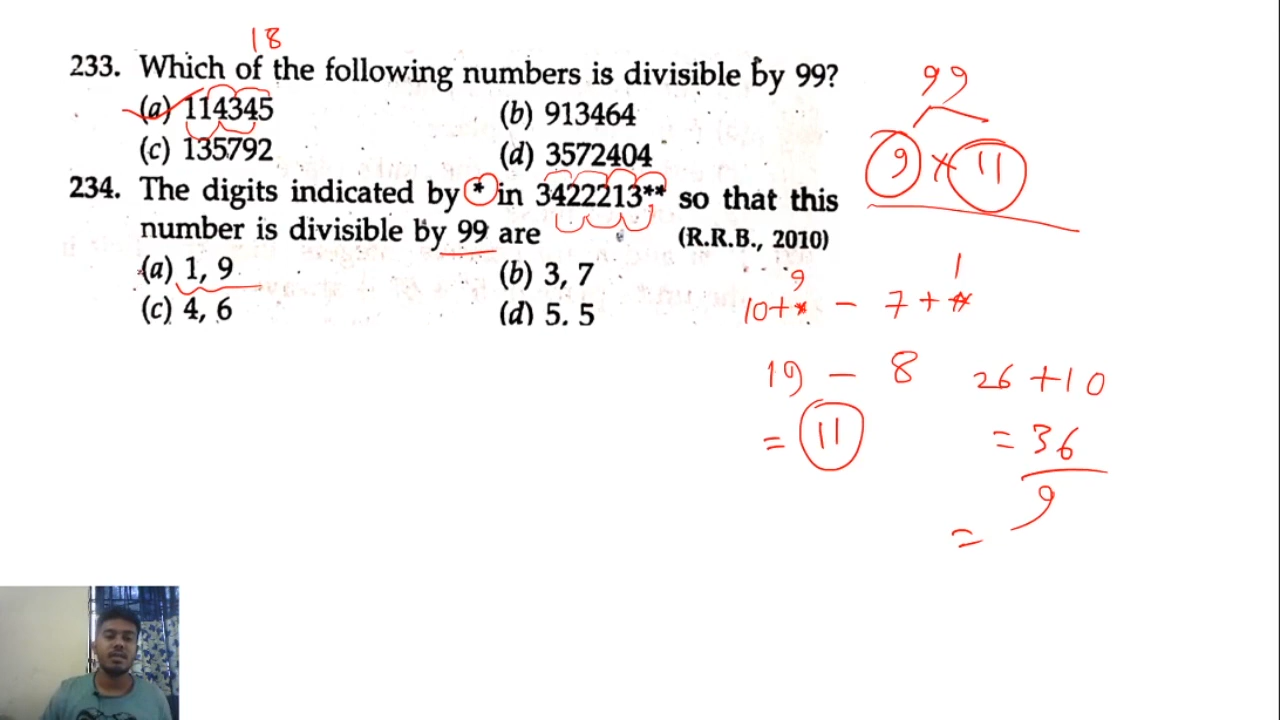 18
233. Which of the following numbers is divisible by 99?
(a) 114345 (b) 913464
(c) 135792 (d) 3572404
234. The digits indicated by * in 3422213** so that this
number is divisible by 99 are (R.R.B., 2010)
(a) 1, 9 (b) 3, 7
(c) 4, 6 (d) 5. 5
99
9 × 11
9 1
10+* - 7+*
19 - 8
= 11
26 +10
= 36
9
=